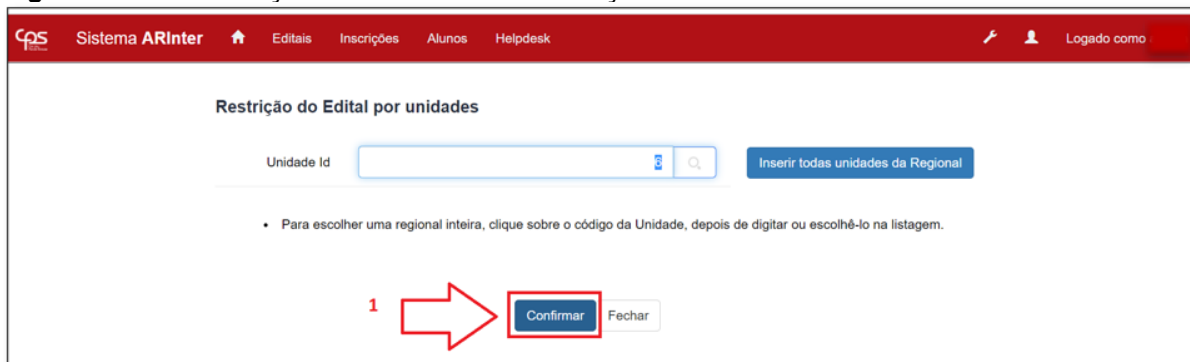 cps Sistema ARInter Editais Inscrições Alunos Helpdesk Logado como
Restrição do Edital por unidades
Unidade Id 6 Inserir todas unidades da Regional
• Para escolher uma regional inteira, clique sobre o código da Unidade, depois de digitar ou escolhê-lo na listagem.
1 Confirmar Fechar